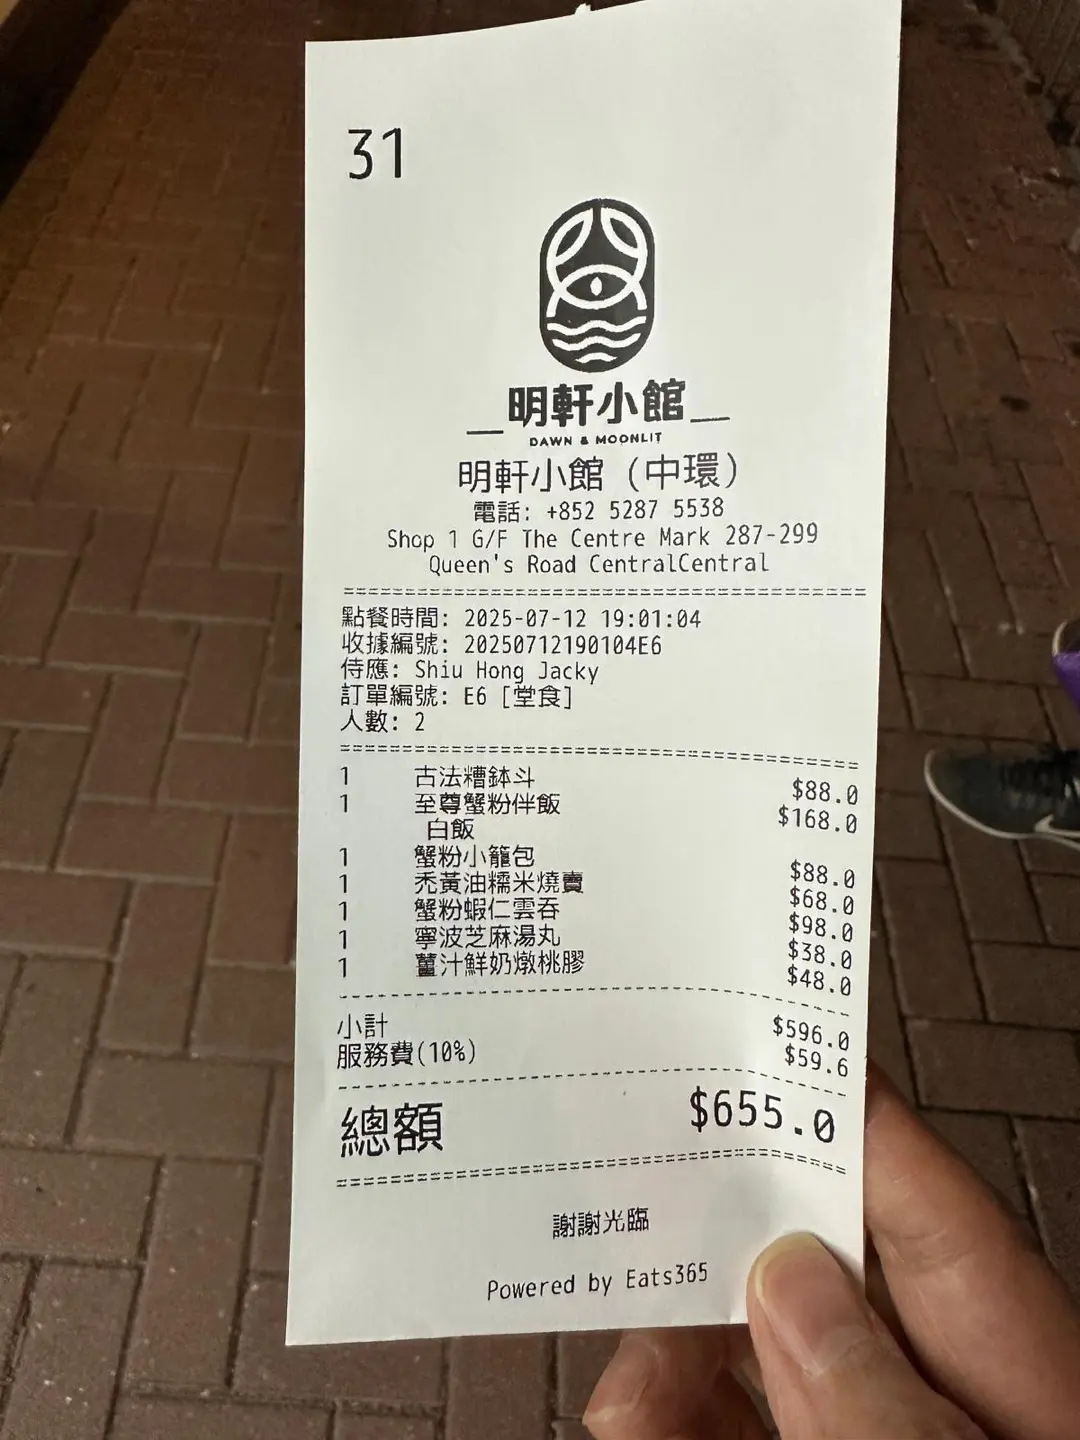 31
明軒小館
DAWN & MOONLIT
明軒小館 (中環)
電話: +852 5287 5538
Shop 1 G/F The Centre Mark 287-299
Queen's Road CentralCentral
點餐時間: 2025-07-12 19:01:04
收據編號: 20250712190104E6
侍應: Shiu Hong Jacky
訂單編號: E6 [堂食]
人數: 2
1 古法糟鉢斗 $88.0
1 至尊蟹粉伴飯 $168.0
白飯
1 蟹粉小籠包 $88.0
1 禿黃油糯米燒賣 $68.0
1 蟹粉蝦仁雲吞 $98.0
1 寧波芝麻湯丸 $38.0
1 薑汁鮮奶燉桃膠 $48.0
小計 $596.0
服務費(10%) $59.6
總額 $655.0
謝謝光臨
Powered by Eats365